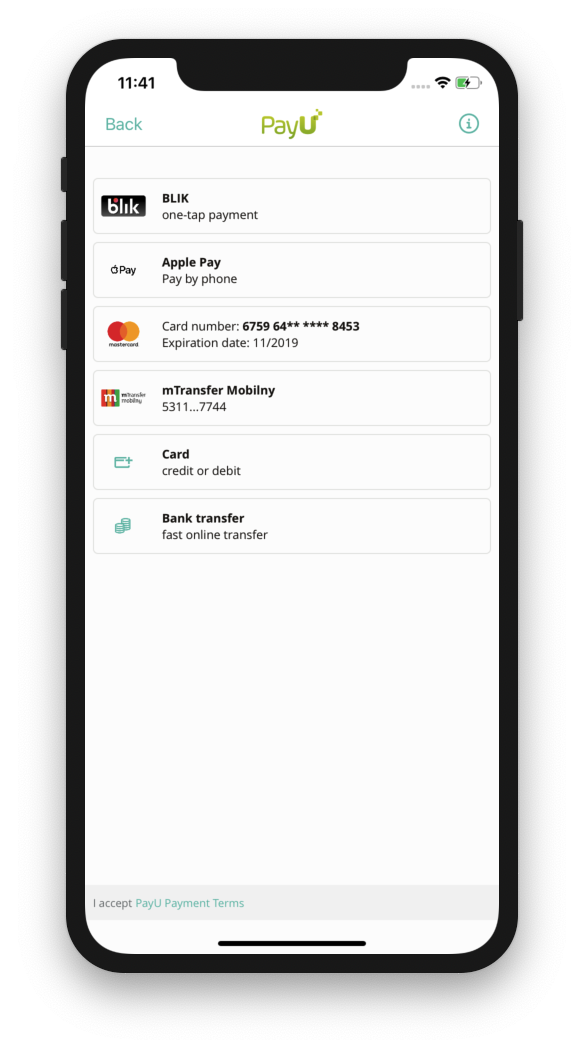 11:41
Back
PayU
blik
BLIK
one-tap payment
Pay
Apple Pay
Pay by phone
mastercard
Card number: 6759 64** **** 8453
Expiration date: 11/2019
m
mTransfer
mobilny
mTransfer Mobilny
5311...7744
Card
credit or debit
Bank transfer
fast online transfer
I accept PayU Payment Terms